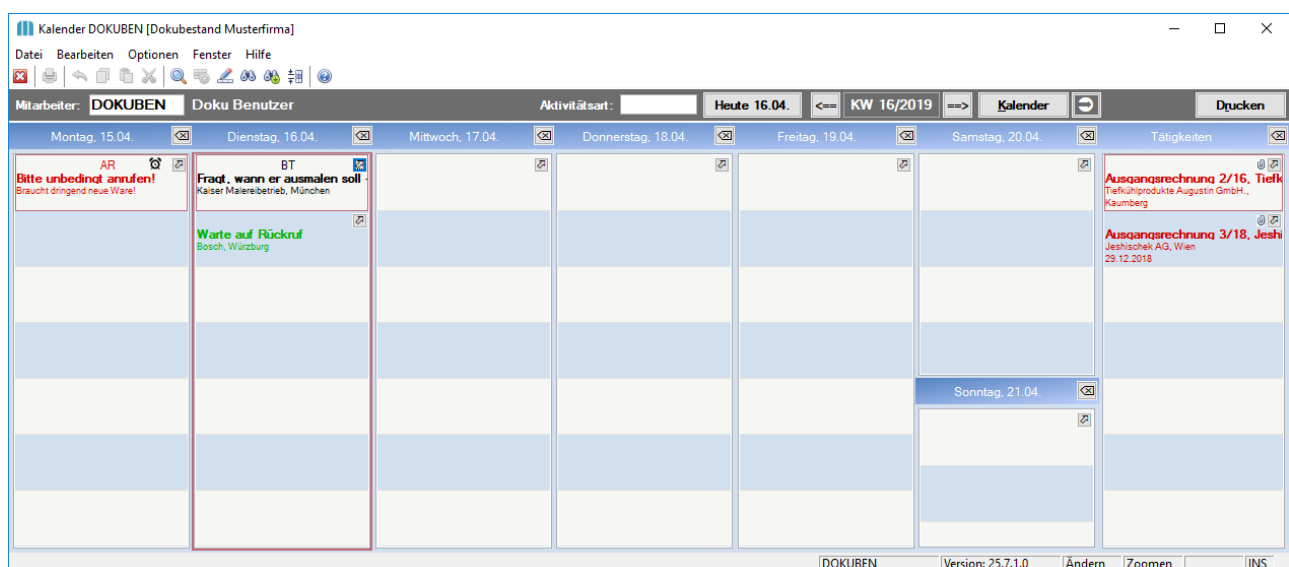 Kalender DOKUBEN [Dokubestand Musterfirma]
Datei Bearbeiten Optionen Fenster Hilfe
Mitarbeiter: DOKUBEN Doku Benutzer Aktivitätsart: Heute 16.04. <== KW 16/2019 ==> Kalender Drucken
Montag, 15.04. Dienstag, 16.04. Mittwoch, 17.04. Donnerstag, 18.04. Freitag, 19.04. Samstag, 20.04. Tätigkeiten
AR
Bitte unbedingt anrufen!
Braucht dringend neue Ware!
BT
Fragt, wann er ausmalen soll -
Kaiser Malereibetrieb, München
Warte auf Rückruf
Bosch, Würzburg
Sonntag, 21.04.
Ausgangsrechnung 2/16, Tiefk
Tiefkühlprodukte Augustin GmbH.,
Kaumberg
Ausgangsrechnung 3/18, Jeshi
Jeshischek AG, Wien
29.12.2018
DOKUBEN Version: 25.7.1.0 Ändern Zoomen INS